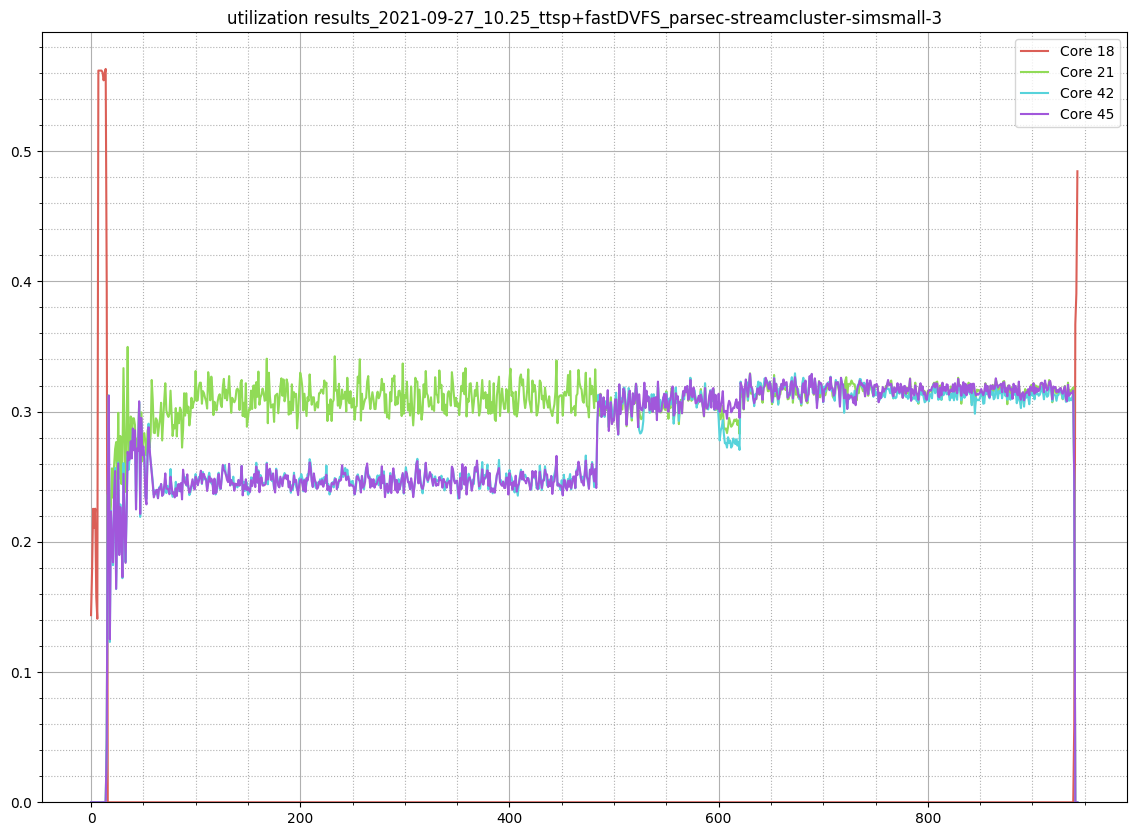 utilization results_2021-09-27_10.25_ttsp+fastDVFS_parsec-streamcluster-simsmall-3
Core 18
Core 21
Core 42
Core 45
0.5
0.4
0.3
0.2
0.1
0.0
0 200 400 600 800